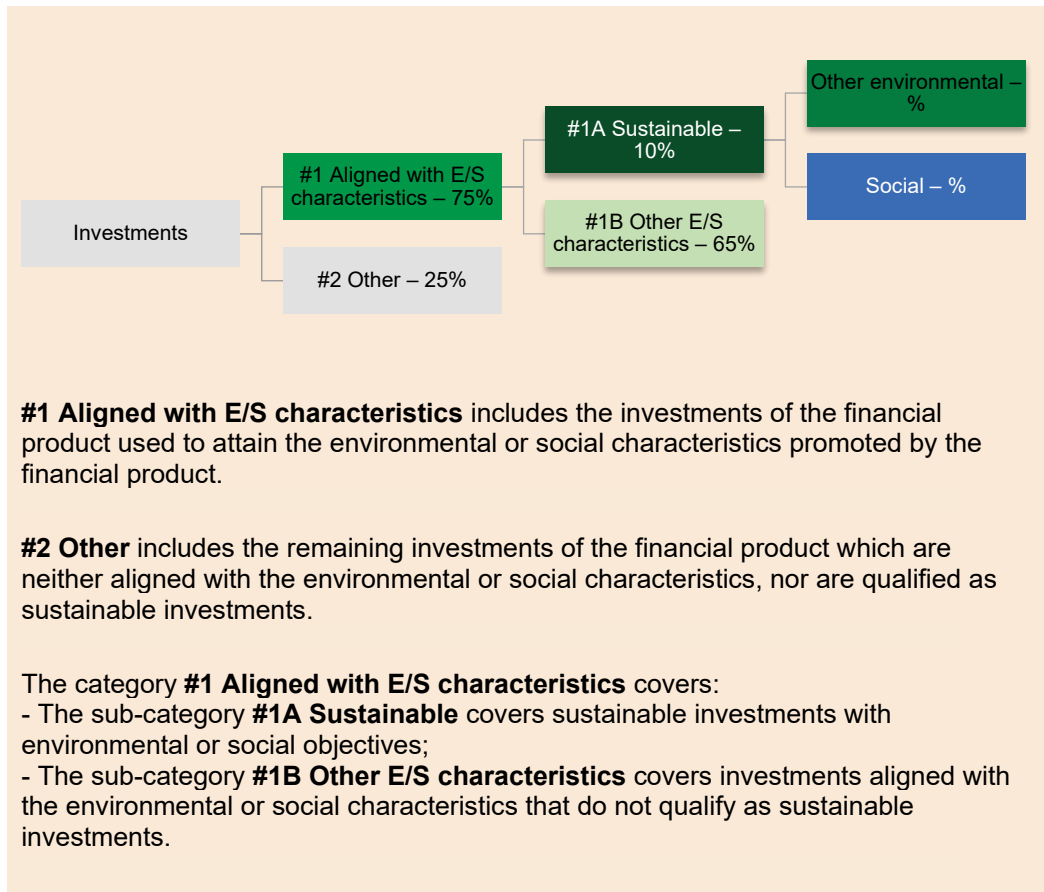 Other environmental –
%
#1A Sustainable –
10%
#1 Aligned with E/S
characteristics – 75%
Social – %
Investments
#1B Other E/S
characteristics – 65%
#2 Other – 25%
#1 Aligned with E/S characteristics includes the investments of the financial
product used to attain the environmental or social characteristics promoted by the
financial product.
#2 Other includes the remaining investments of the financial product which are
neither aligned with the environmental or social characteristics, nor are qualified as
sustainable investments.
The category #1 Aligned with E/S characteristics covers:
- The sub-category #1A Sustainable covers sustainable investments with
environmental or social objectives;
- The sub-category #1B Other E/S characteristics covers investments aligned with
the environmental or social characteristics that do not qualify as sustainable
investments.